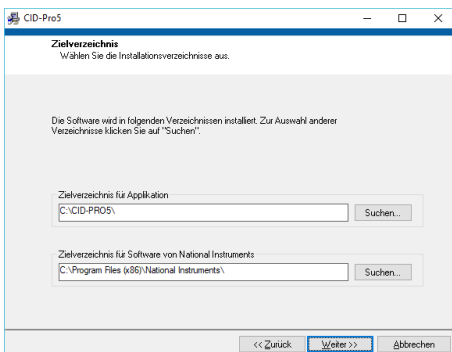 CID-Pro5
Zielverzeichnis
Wählen Sie die Installationsverzeichnisse aus.
Die Software wird in folgenden Verzeichnissen installiert. Zur Auswahl anderer
Verzeichnisse klicken Sie auf "Suchen".
Zielverzeichnis für Applikation
C:\CID-PRO5\
Suchen...
Zielverzeichnis für Software von National Instruments
C:\Program Files (x86)\National Instruments\
Suchen...
<< Zurück
Weiter >>
Abbrechen